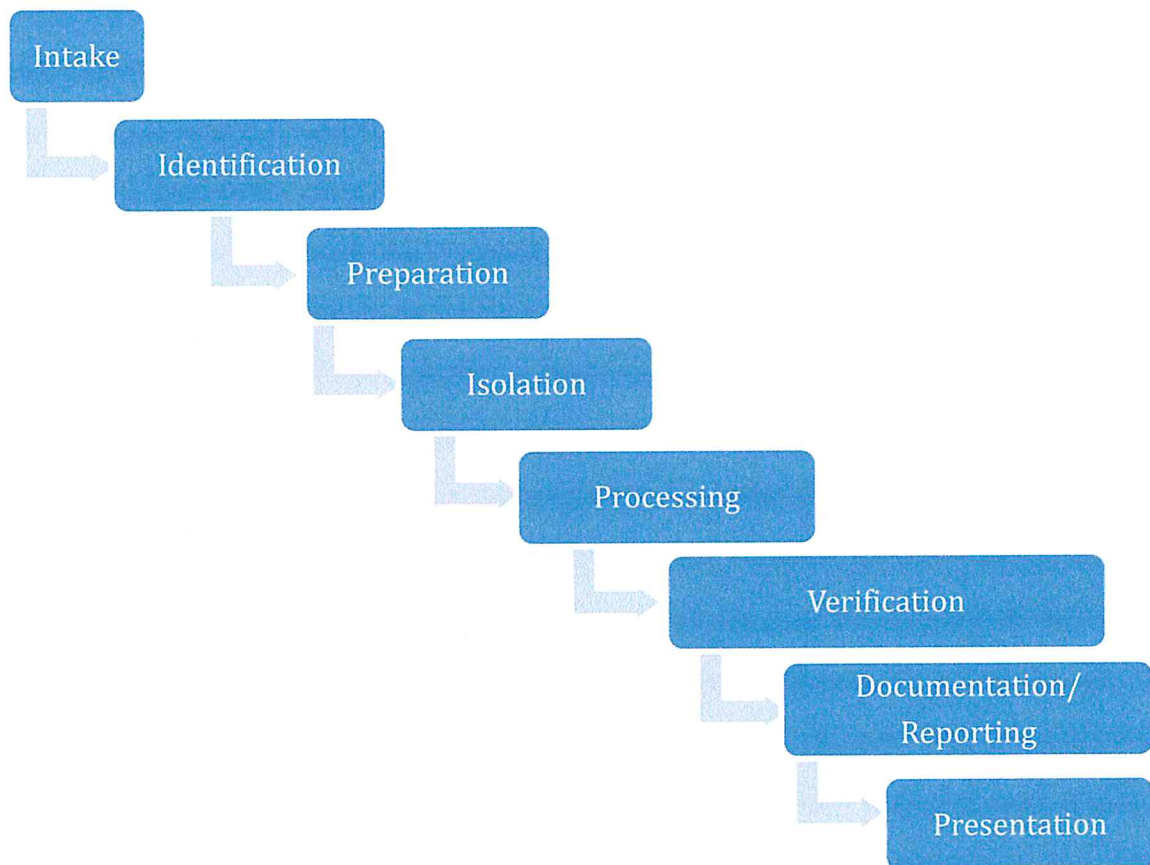 Intake
Identification
Preparation
Isolation
Processing
Verification
Documentation/
Reporting
Presentation